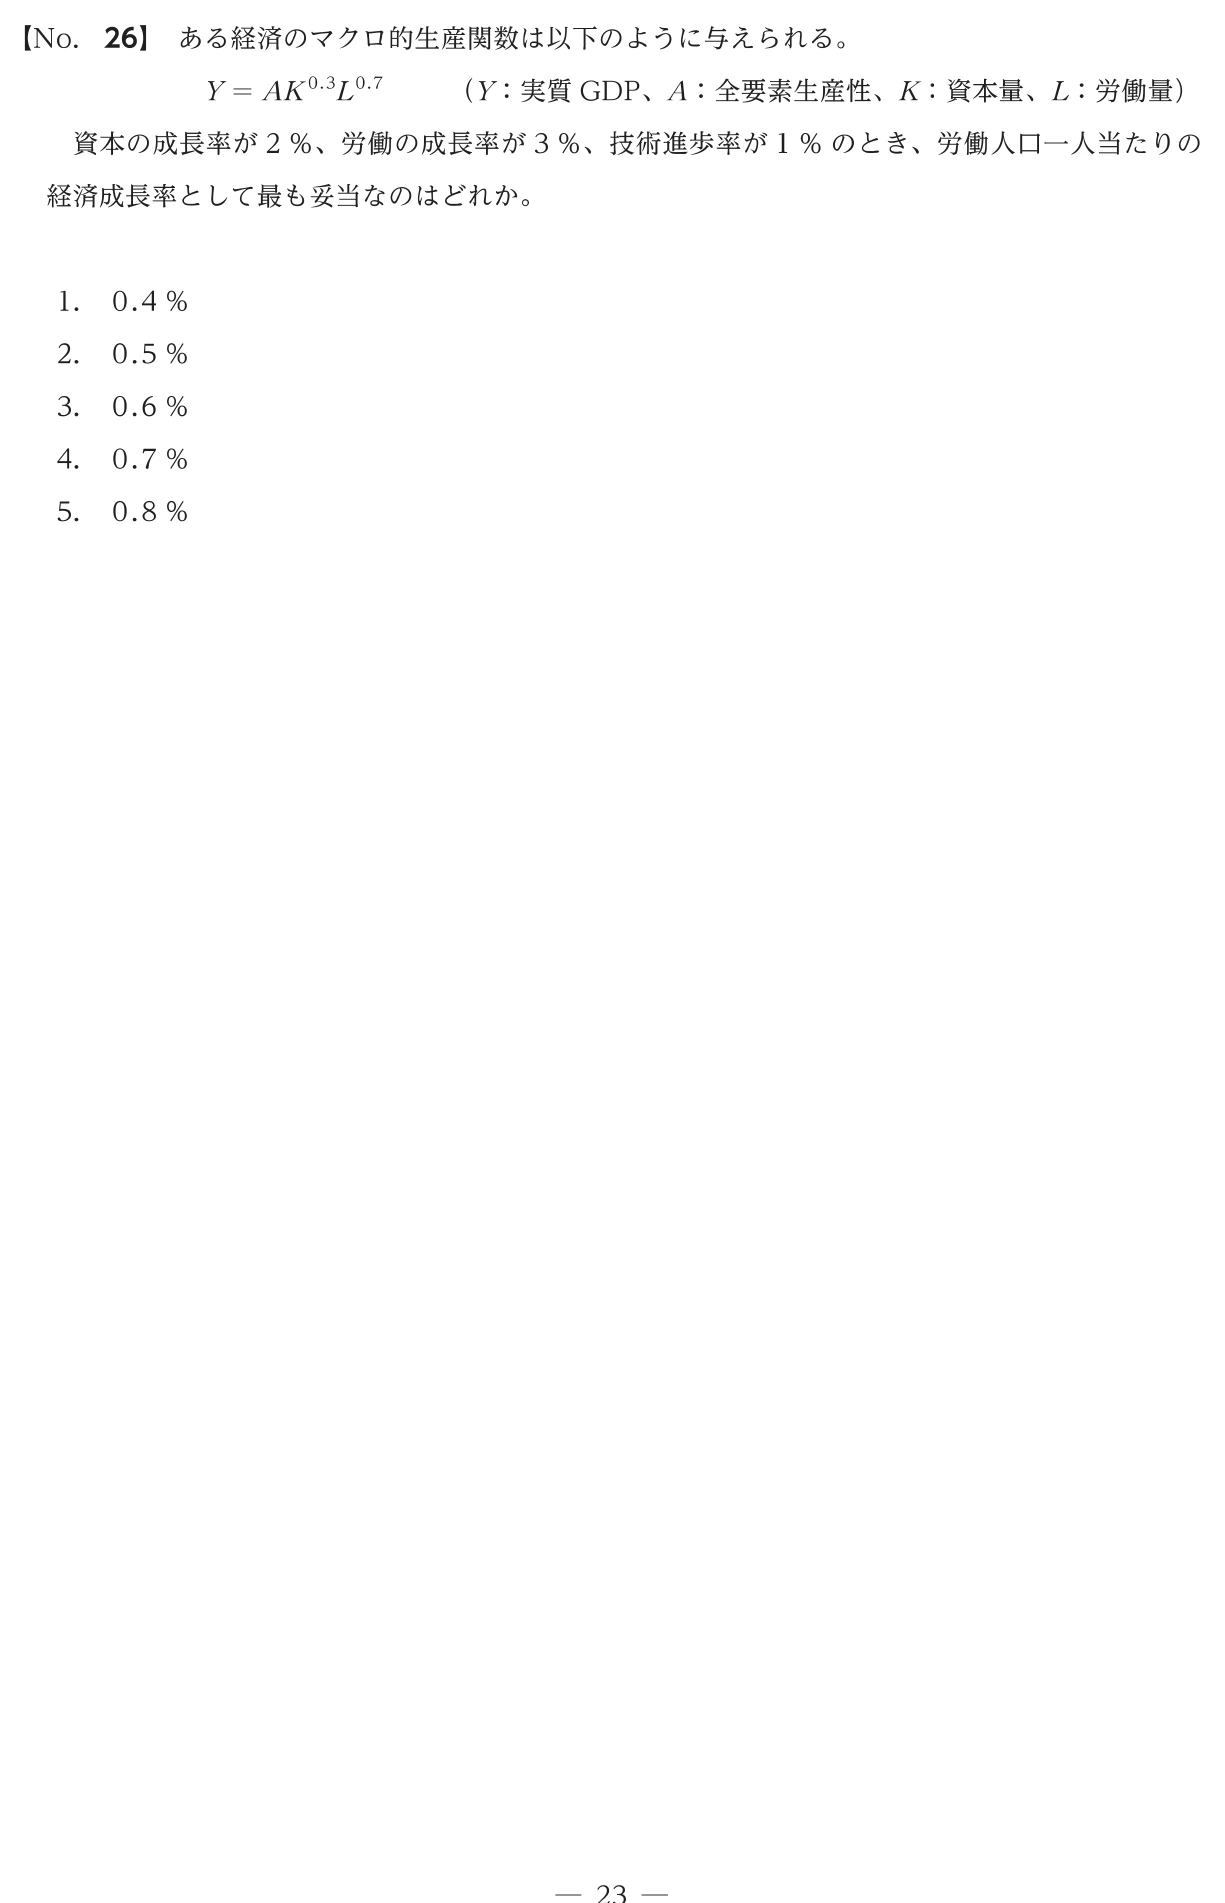 【No. 26】 ある経済のマクロ的生産関数は以下のように与えられる。
Y = AK^0.3L^0.7 （Y：実質 GDP、A：全要素生産性、K：資本量、L：労働量）
資本の成長率が 2 %、労働の成長率が 3 %、技術進歩率が 1 % のとき、労働人口一人当たりの
経済成長率として最も妥当なのはどれか。
1. 0.4 %
2. 0.5 %
3. 0.6 %
4. 0.7 %
5. 0.8 %
— 23 —